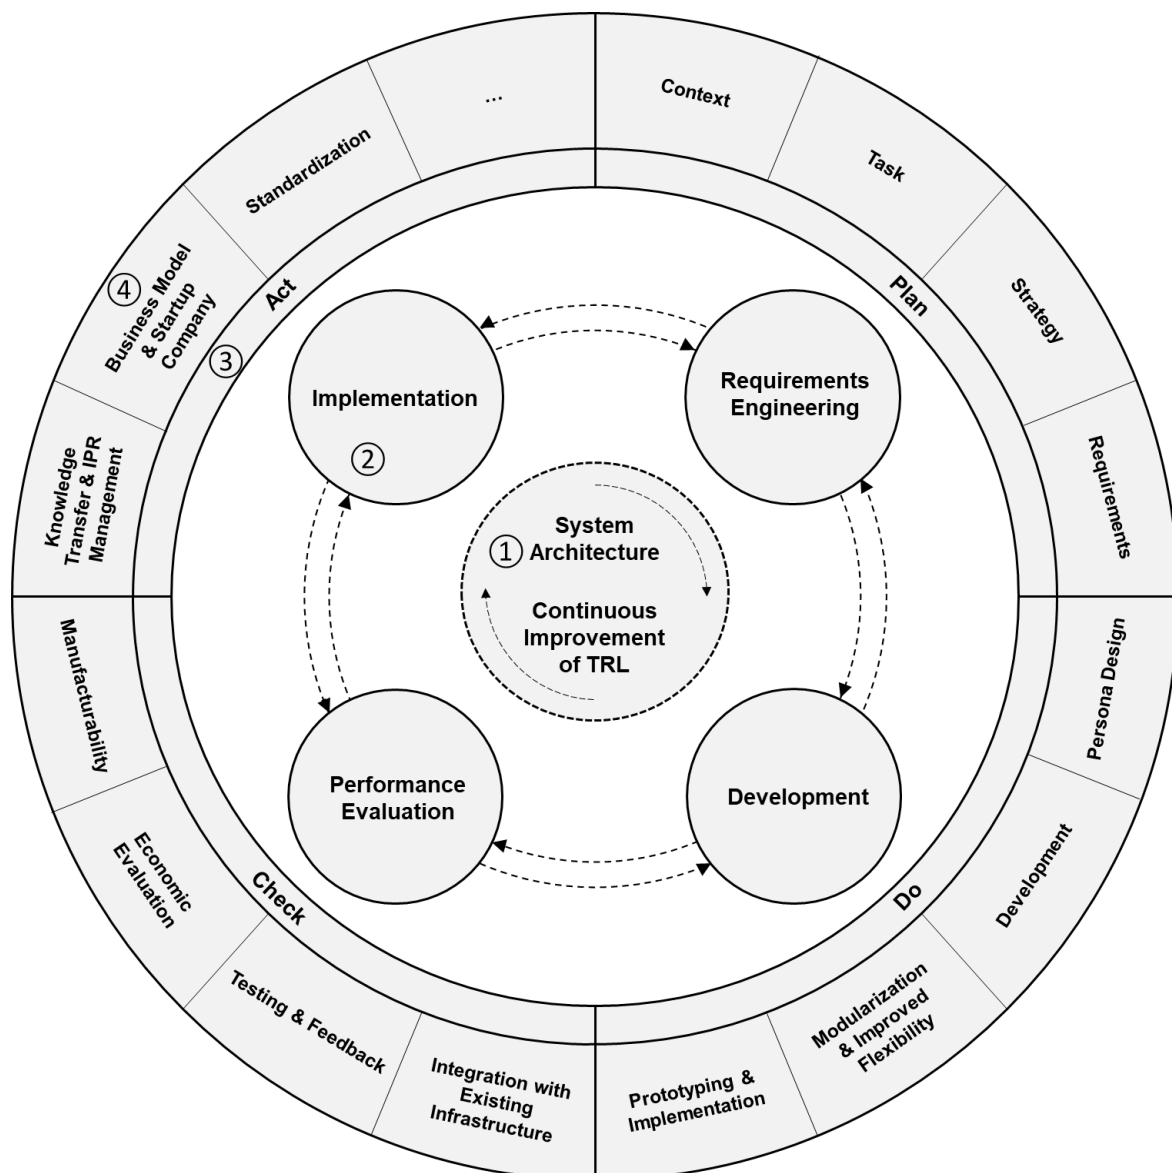 ...
Context
Standardization
Task
④
Business Model
& Startup
Company
Act
Plan
Strategy
③
Implementation
②
Requirements
Engineering
Knowledge
Transfer & IPR
Management
Requirements
①
System
Architecture
Continuous
Improvement
of TRL
Manufacturability
Persona Design
Performance
Evaluation
Development
Economic
Evaluation
Check
Do
Development
Testing & Feedback
Modularization
& Improved
Flexibility
Integration with
Existing
Infrastructure
Prototyping &
Implementation